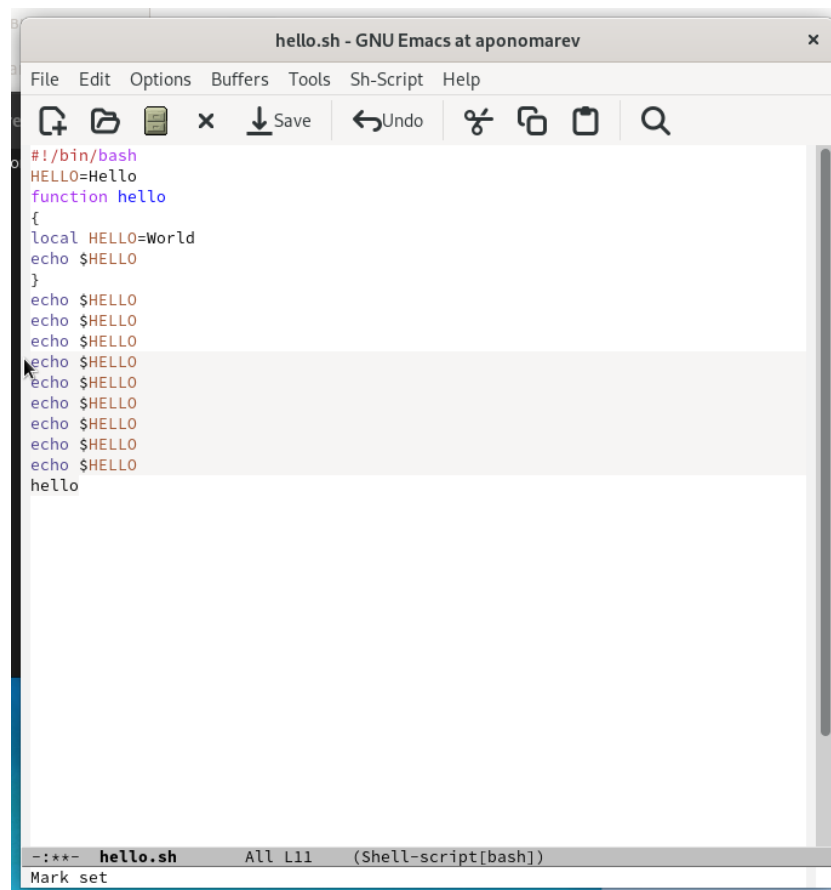 hello.sh - GNU Emacs at aponomarev
File Edit Options Buffers Tools Sh-Script Help
Save Undo
#!/bin/bash
HELLO=Hello
function hello
{
local HELLO=World
echo $HELLO
}
echo $HELLO
echo $HELLO
echo $HELLO
echo $HELLO
echo $HELLO
echo $HELLO
echo $HELLO
echo $HELLO
echo $HELLO
hello
-:**- hello.sh All L11 (Shell-script[bash])
Mark set